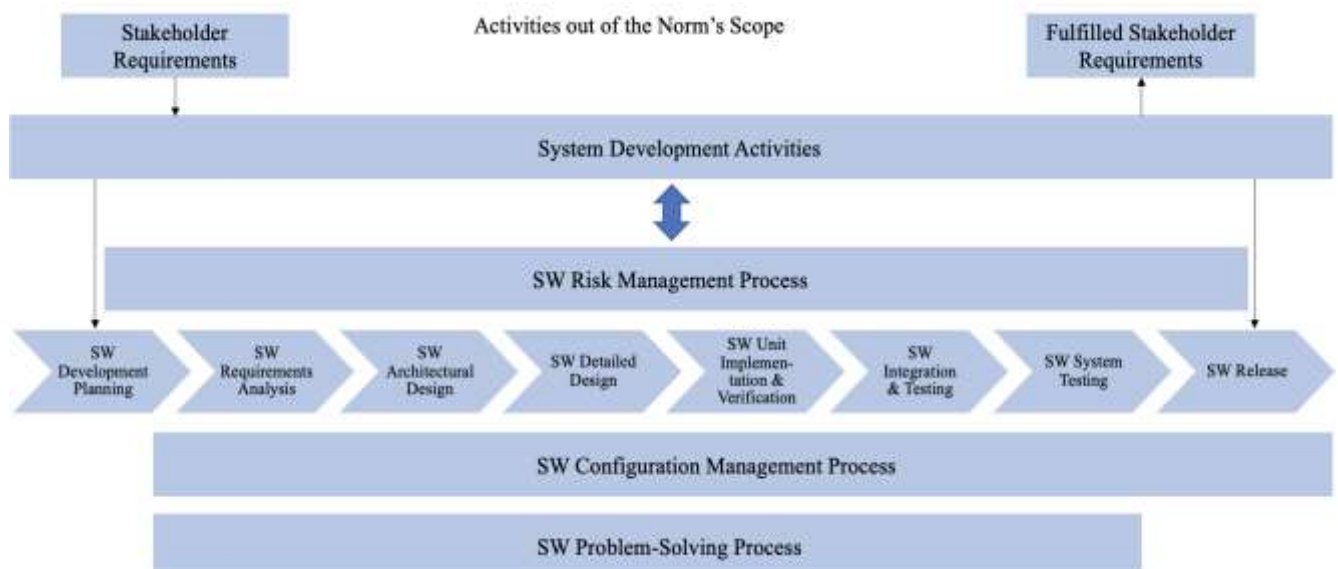 Stakeholder
Requirements
Activities out of the Norm's Scope
Fulfilled Stakeholder
Requirements
System Development Activities
SW Risk Management Process
SW
Development
Planning
SW
Requirements
Analysis
SW
Architectural
Design
SW Detailed
Design
SW Unit
Implemen-
tation &
Verification
SW
Integration
& Testing
SW System
Testing
SW Release
SW Configuration Management Process
SW Problem-Solving Process